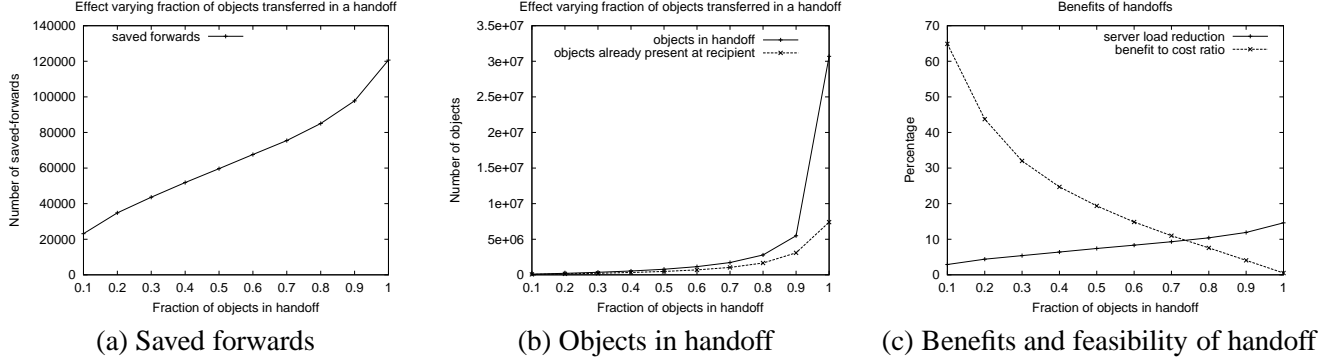 Effect varying fraction of objects transferred in a handoff
140000
120000
100000
80000
60000
40000
20000
0
Number of saved-forwards
saved forwards
0.1 0.2 0.3 0.4 0.5 0.6 0.7 0.8 0.9 1
Fraction of objects in handoff
(a) Saved forwards
Effect varying fraction of objects transferred in a handoff
3.5e+07
3e+07
2.5e+07
2e+07
1.5e+07
1e+07
5e+06
0
Number of objects
objects in handoff
objects already present at recipient
0.1 0.2 0.3 0.4 0.5 0.6 0.7 0.8 0.9 1
Fraction of objects in handoff
(b) Objects in handoff
Benefits of handoffs
70
60
50
40
30
20
10
0
Percentage
server load reduction
benefit to cost ratio
0.1 0.2 0.3 0.4 0.5 0.6 0.7 0.8 0.9 1
Fraction of objects in handoff
(c) Benefits and feasibility of handoff